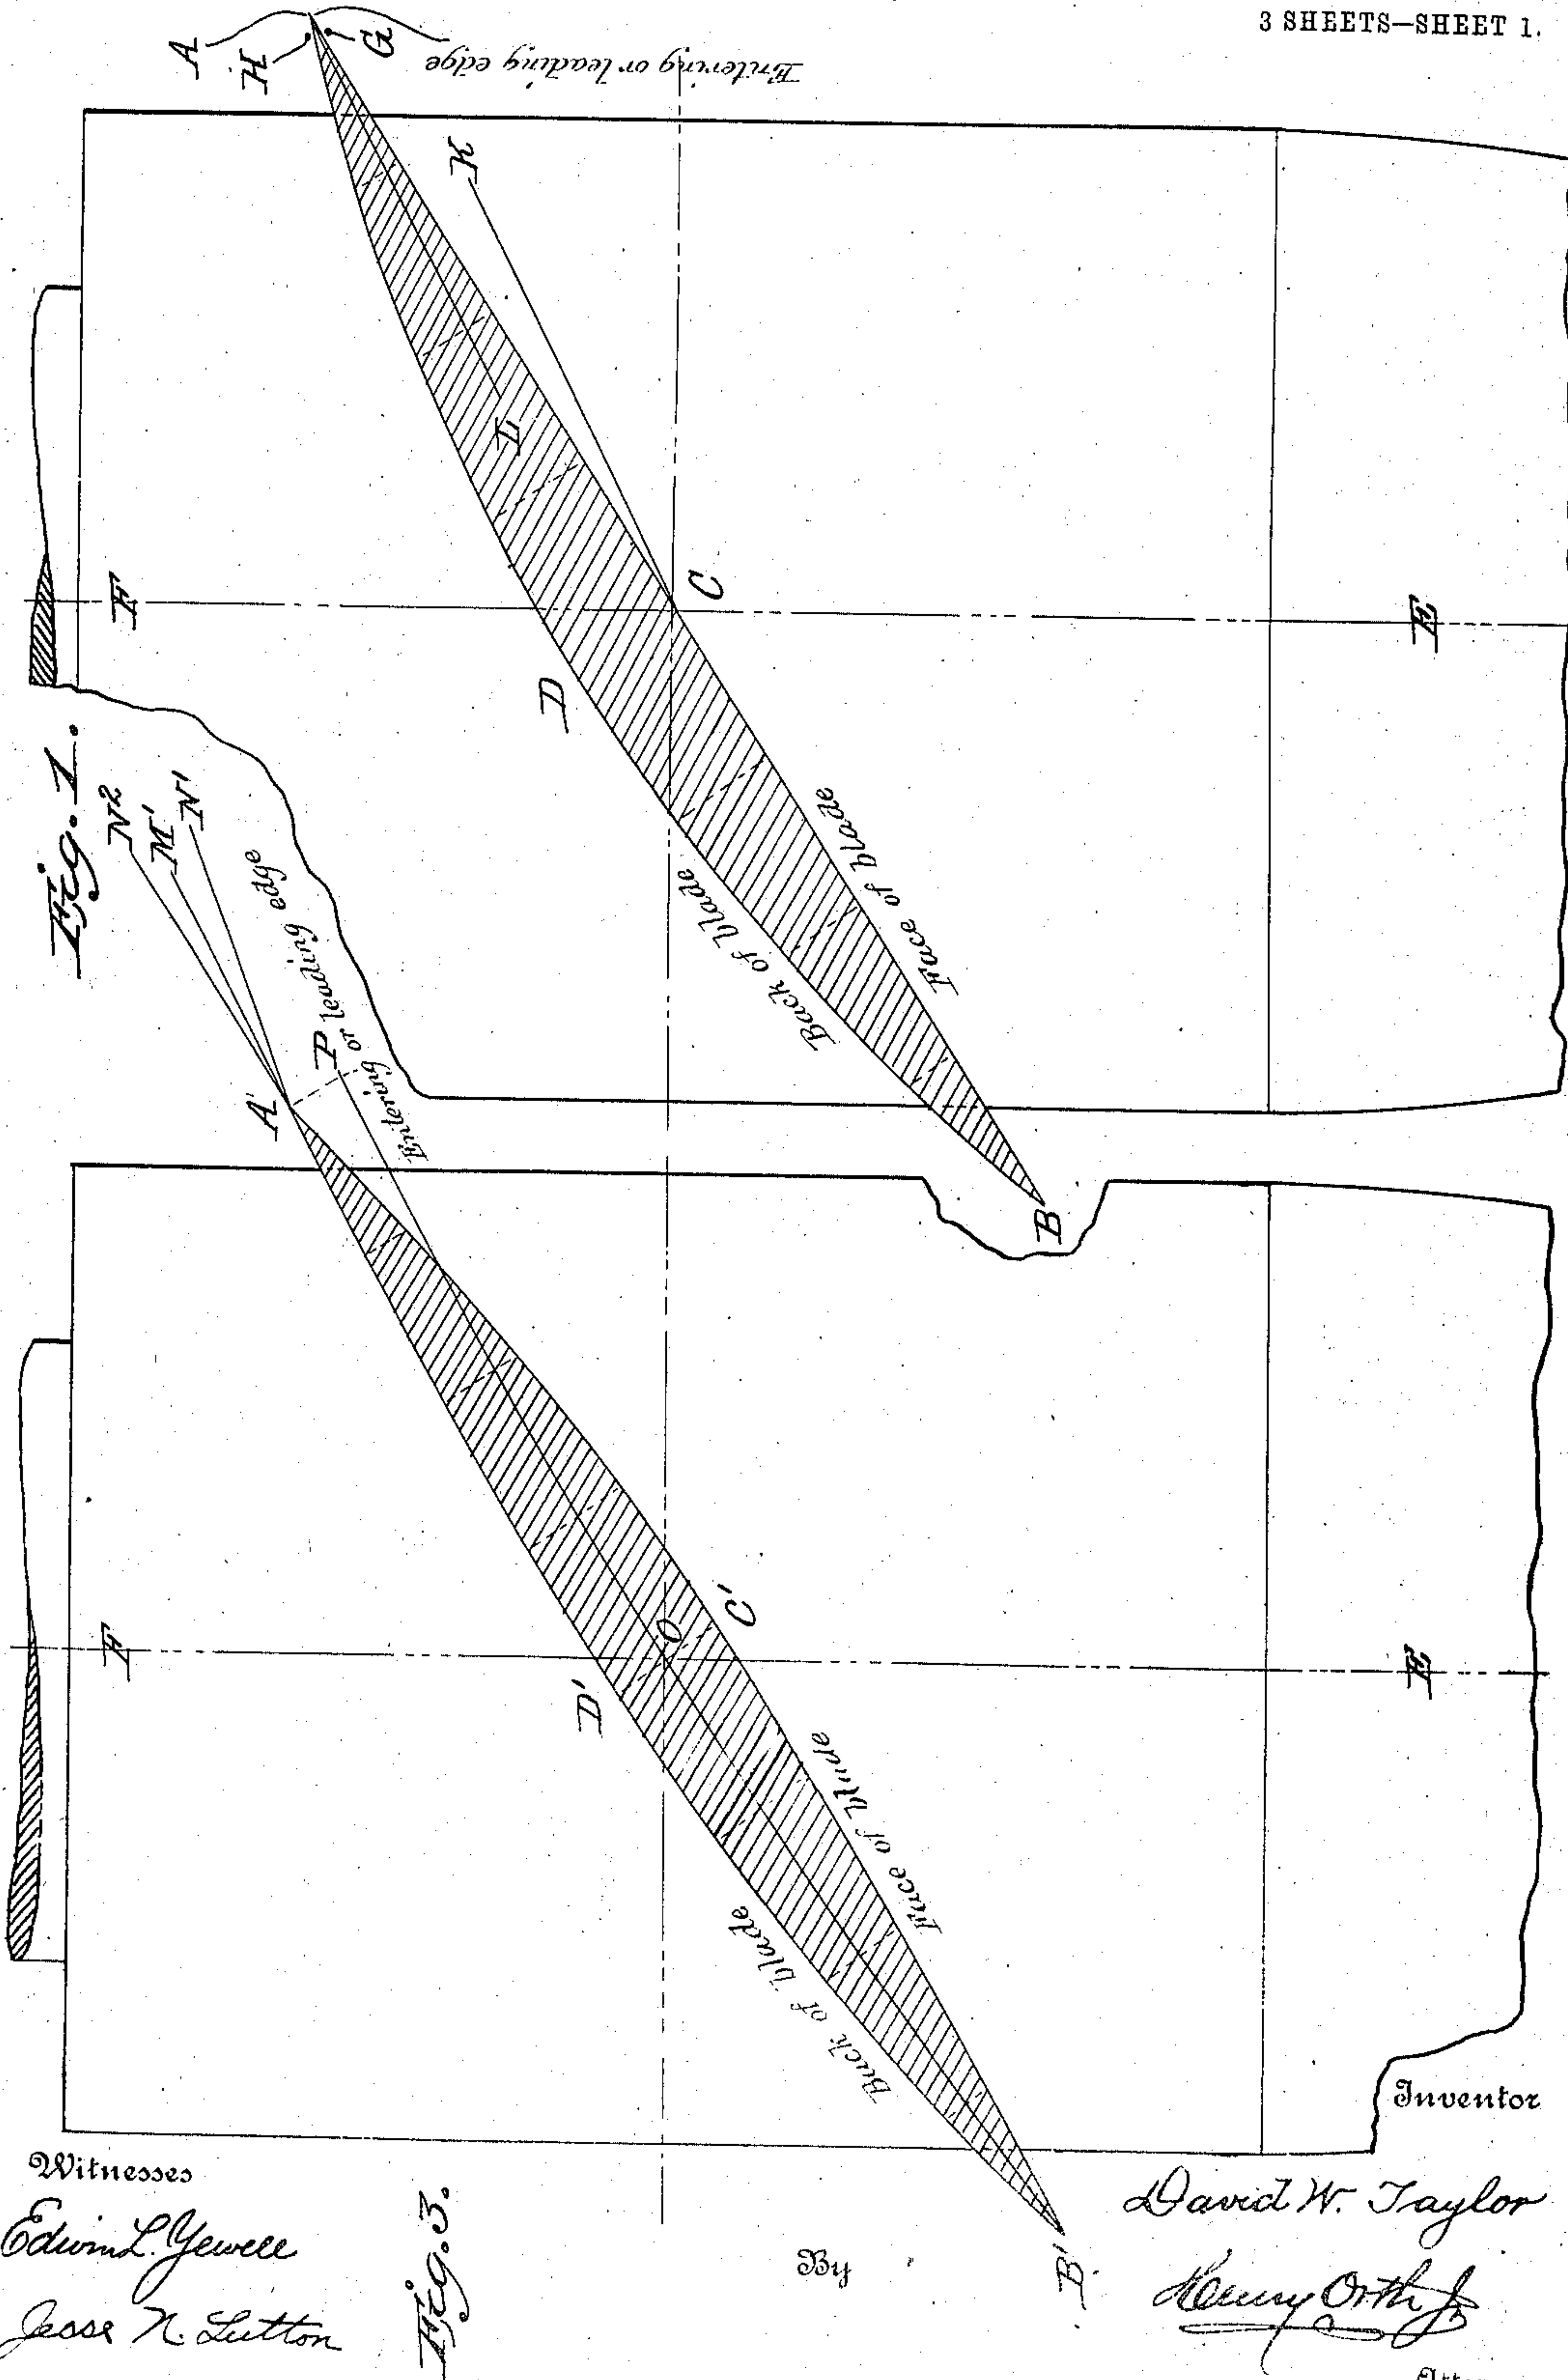 3 SHEETS—SHEET 1.
A
H
G
Entering or leading edge
K
L
F
C
E
D
Fig. 1.
N2
M'
N'
Face of blade
Back of blade
Entering or leading edge
P
A'
B
F
O
C'
E
D'
Face of blade
Back of blade
B'
Inventor
Witnesses
David W. Taylor
Edwin L. Yewell
Fig. 3.
By
Henry Orth Jr
Jesse N. Lutton